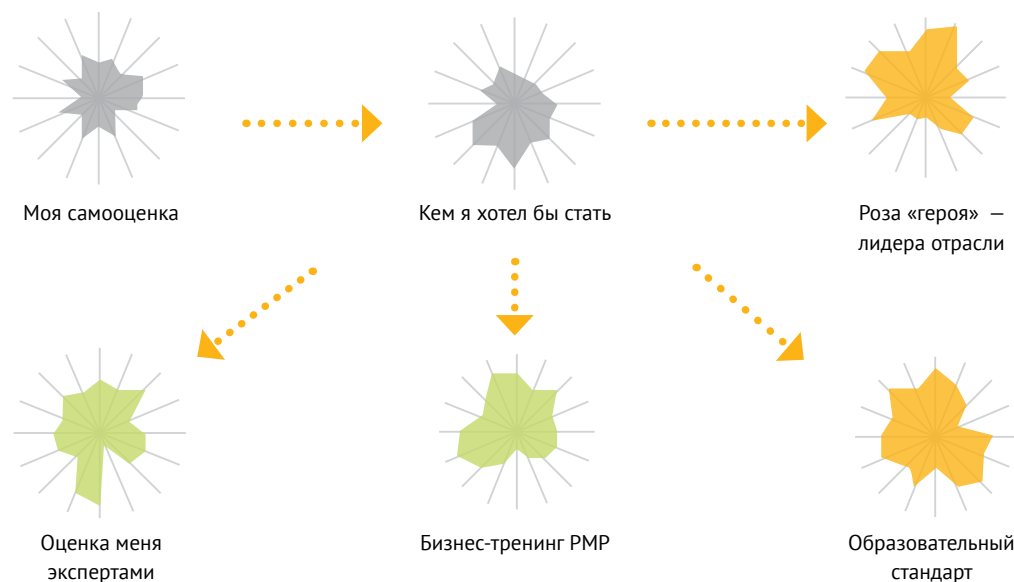 Моя самооценка
Кем я хотел бы стать
Роза «героя» —
лидера отрасли
Оценка меня
экспертами
Бизнес-тренинг PMP
Образовательный
стандарт